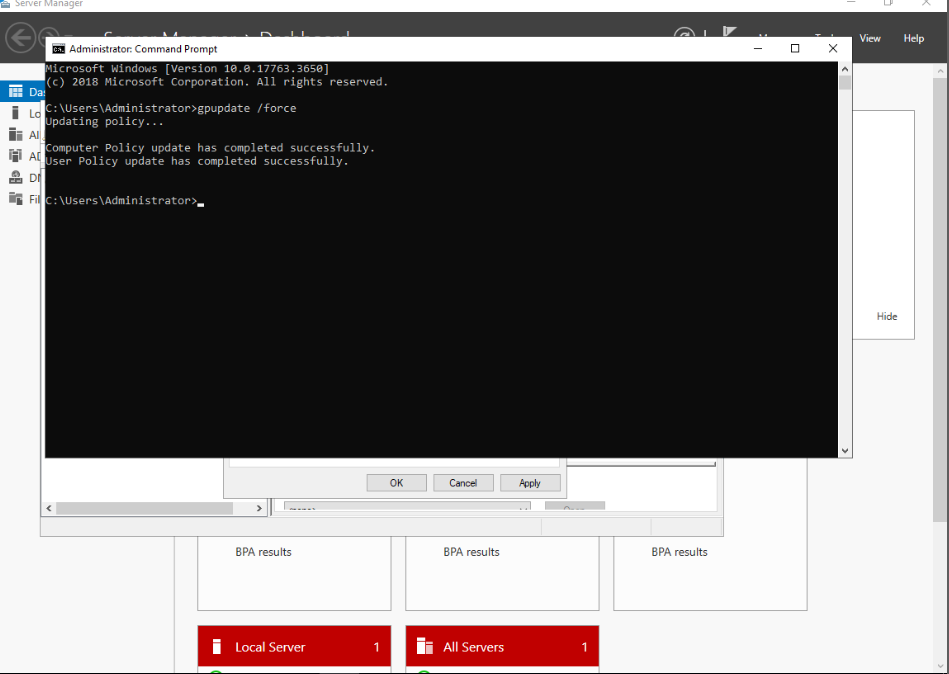 Server Manager
View
Help
Administrator: Command Prompt
Microsoft Windows [Version 10.0.17763.3650]
(c) 2018 Microsoft Corporation. All rights reserved.
C:\Users\Administrator>gpupdate /force
Updating policy...
Computer Policy update has completed successfully.
User Policy update has completed successfully.
C:\Users\Administrator>
Hide
OK
Cancel
Apply
BPA results
BPA results
BPA results
Local Server 1
All Servers 1